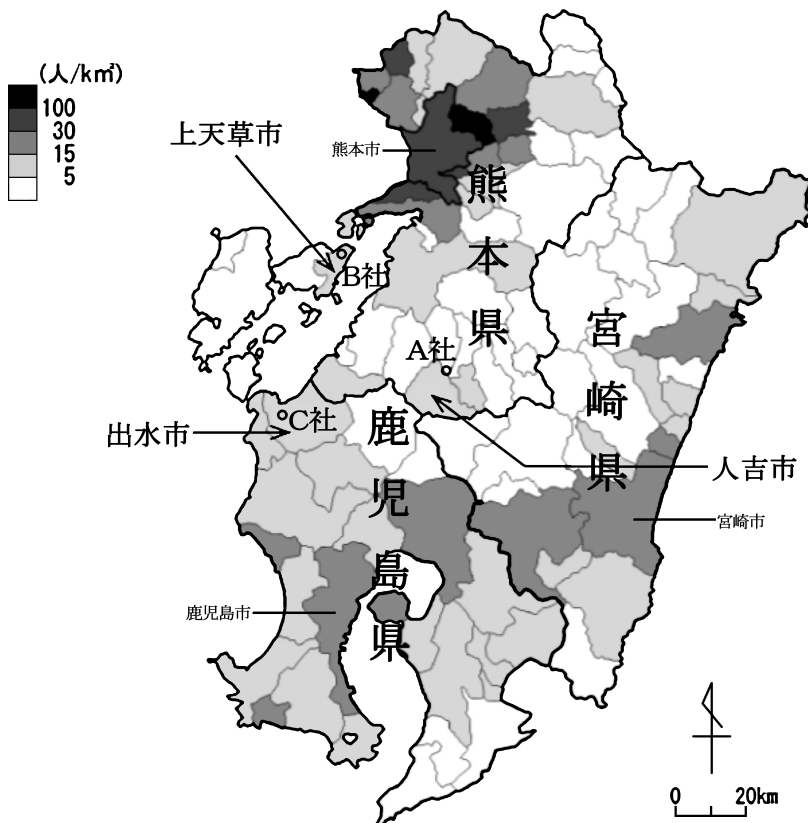 (人/km²)
100
30
15
5
上天草市
熊本市
熊本県
B社
A社
宮崎県
C社
出水市
鹿児島県
人吉市
宮崎市
鹿児島市
0 20km